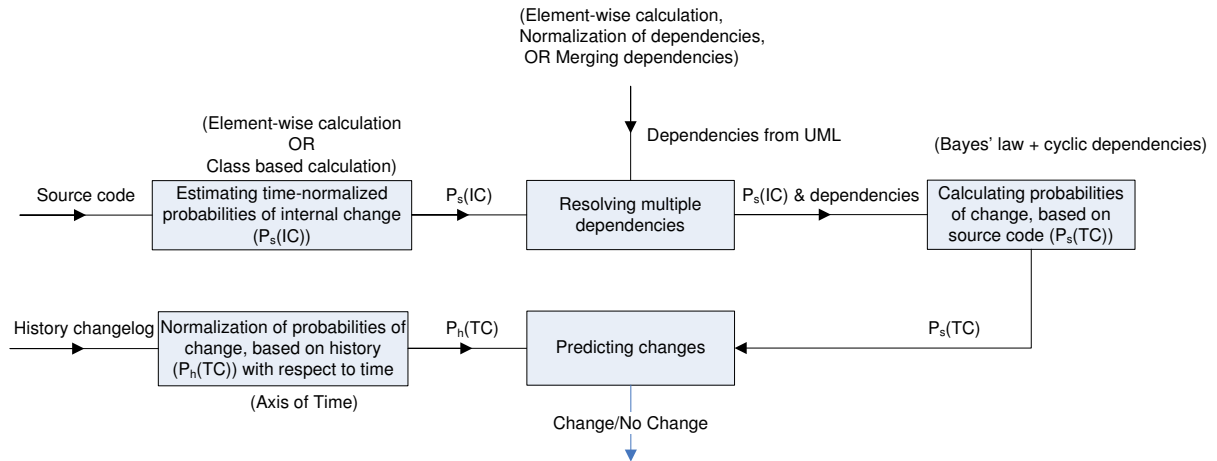 (Element-wise calculation,
Normalization of dependencies,
OR Merging dependencies)
(Element-wise calculation
OR
Class based calculation)
Dependencies from UML
(Bayes' law + cyclic dependencies)
Source code
Estimating time-normalized
probabilities of internal change
(Ps(IC))
Ps(IC)
Resolving multiple
dependencies
Ps(IC) & dependencies
Calculating probabilities
of change, based on
source code (Ps(TC))
History changelog
Normalization of probabilities of
change, based on history
(Ph(TC)) with respect to time
Ph(TC)
Predicting changes
Ps(TC)
(Axis of Time)
Change/No Change